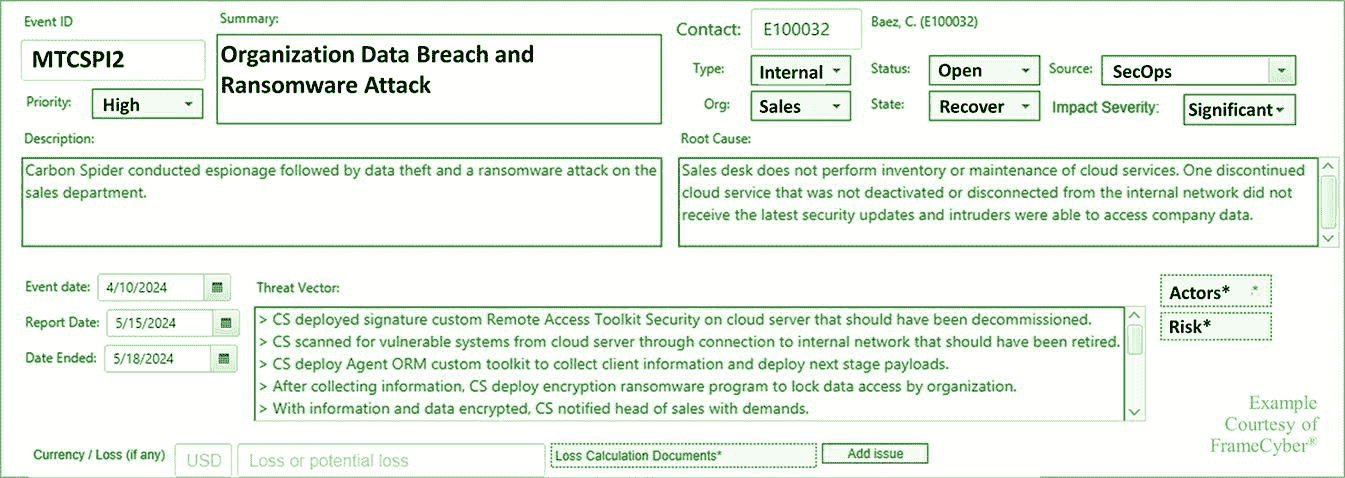 Event ID
Summary:
MTCSPI2
Organization Data Breach and
Ransomware Attack
Priority:
High
Contact:
E100032
Baez, C. (E100032)
Type:
Internal
Status:
Open
Source:
SecOps
Org:
Sales
State:
Recover
Impact Severity:
Significant
Description:
Carbon Spider conducted espionage followed by data theft and a ransomware attack on the
sales department.
Root Cause:
Sales desk does not perform inventory or maintenance of cloud services. One discontinued
cloud service that was not deactivated or disconnected from the internal network did not
receive the latest security updates and intruders were able to access company data.
Event date:
4/10/2024
Report Date:
5/15/2024
Date Ended:
5/18/2024
Threat Vector:
> CS deployed signature custom Remote Access Toolkit Security on cloud server that should have been decommissioned.
> CS scanned for vulnerable systems from cloud server through connection to internal network that should have been retired.
> CS deploy Agent ORM custom toolkit to collect client information and deploy next stage payloads.
> After collecting information, CS deploy encryption ransomware program to lock data access by organization.
> With information and data encrypted, CS notified head of sales with demands.
Actors*
Risk*
Example
Courtesy of
FrameCyber®
Currency / Loss (if any)
USD
Loss or potential loss
Loss Calculation Documents*
Add issue